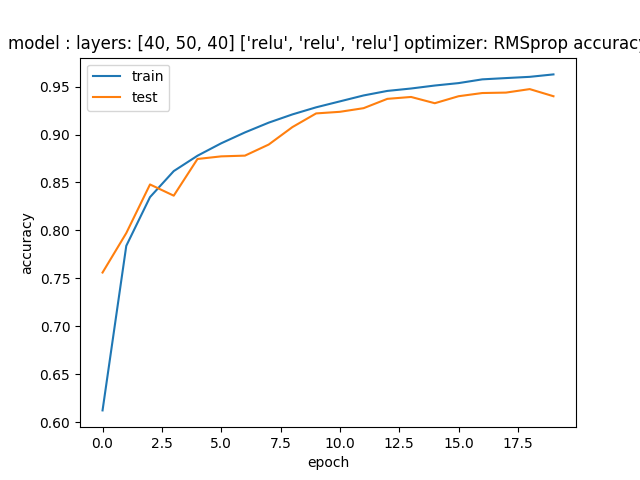 model : layers: [40, 50, 40] ['relu', 'relu', 'relu'] optimizer: RMSprop accuracy
train
test
0.95
0.90
0.85
0.80
0.75
0.70
0.65
0.60
accuracy
0.0 2.5 5.0 7.5 10.0 12.5 15.0 17.5
epoch